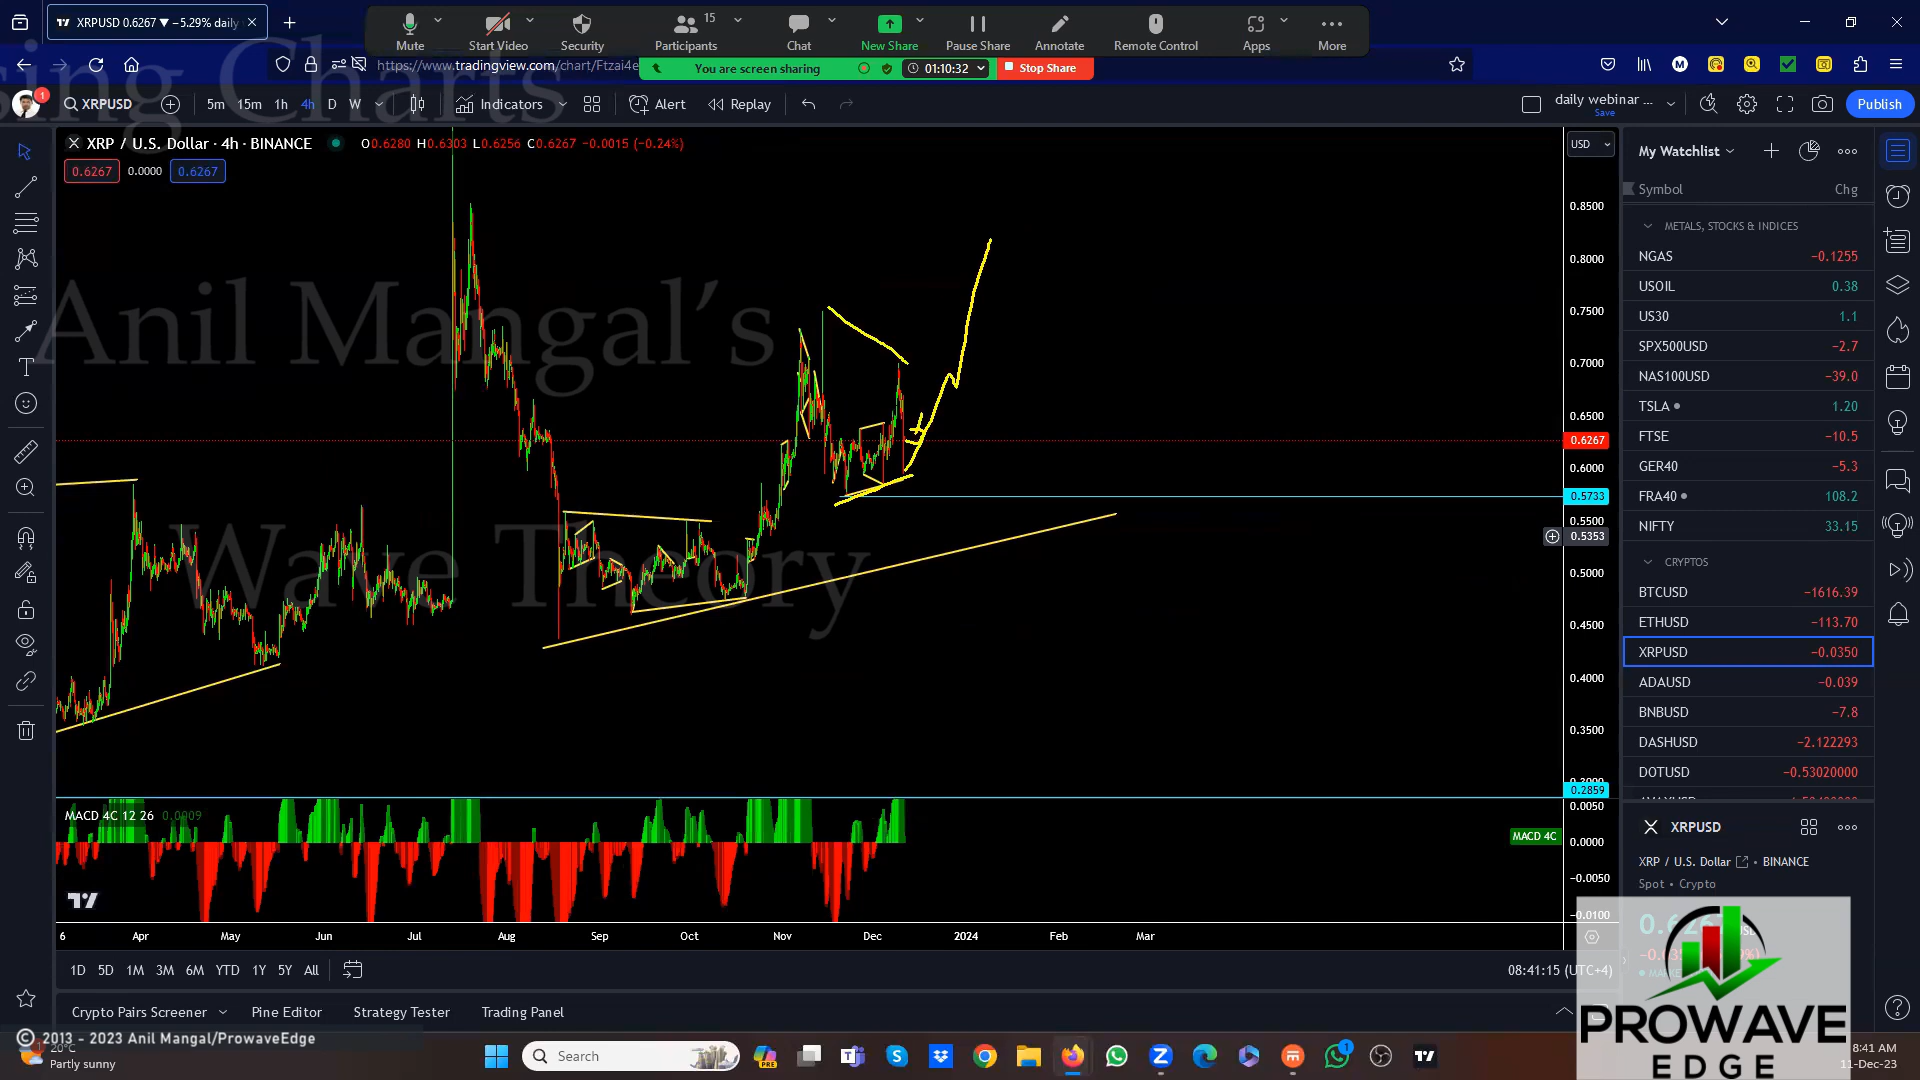 XRPUSD 0.6267 ▼ −5.29% daily
Mute
Start Video
Security
Participants
15
Chat
New Share
Pause Share
Annotate
Remote Control
Apps
More
https://www.tradingview.com/chart/Ftzai4e
You are screen sharing
01:10:32
Stop Share
1
XRPUSD
5m 15m 1h 4h D W
Indicators
Alert
Replay
daily webinar ...
Save
Publish
XRP / U.S. Dollar · 4h · BINANCE
O0.6280 H0.6303 L0.6256 C0.6267 −0.0015 (−0.24%)
0.6267 0.0000 0.6267
USD
sing Charts
Anil Mangal's
Wave Theory
0.8500
0.8000
0.7500
0.7000
0.6500
0.6267
0.6000
0.5733
0.5500
0.5353
0.5000
0.4500
0.4000
0.3500
0.3000
0.2859
My Watchlist
Symbol Chg
METALS, STOCKS & INDICES
NGAS −0.1255
USOIL 0.38
US30 1.1
SPX500USD −2.7
NAS100USD −39.0
TSLA 1.20
FTSE −10.5
GER40 −5.3
FRA40 108.2
NIFTY 33.15
CRYPTOS
BTCUSD −1616.39
ETHUSD −113.70
XRPUSD −0.0350
ADAUSD −0.039
BNBUSD −7.8
DASHUSD −2.122293
DOTUSD −0.53020000
XRPUSD
XRP / U.S. Dollar • BINANCE
Spot • Crypto
MACD 4C 12 26 0.0009
MACD 4C
0.0050
0.0000
−0.0050
−0.0100
6 Apr May Jun Jul Aug Sep Oct Nov Dec 2024 Feb Mar
1D 5D 1M 3M 6M YTD 1Y 5Y All
08:41:15 (UTC+4)
Crypto Pairs Screener
Pine Editor
Strategy Tester
Trading Panel
© 2013 - 2023 Anil Mangal/ProwaveEdge
20°C
Partly sunny
Search
PRE
1
PROWAVE
EDGE
8:41 AM
11-Dec-23